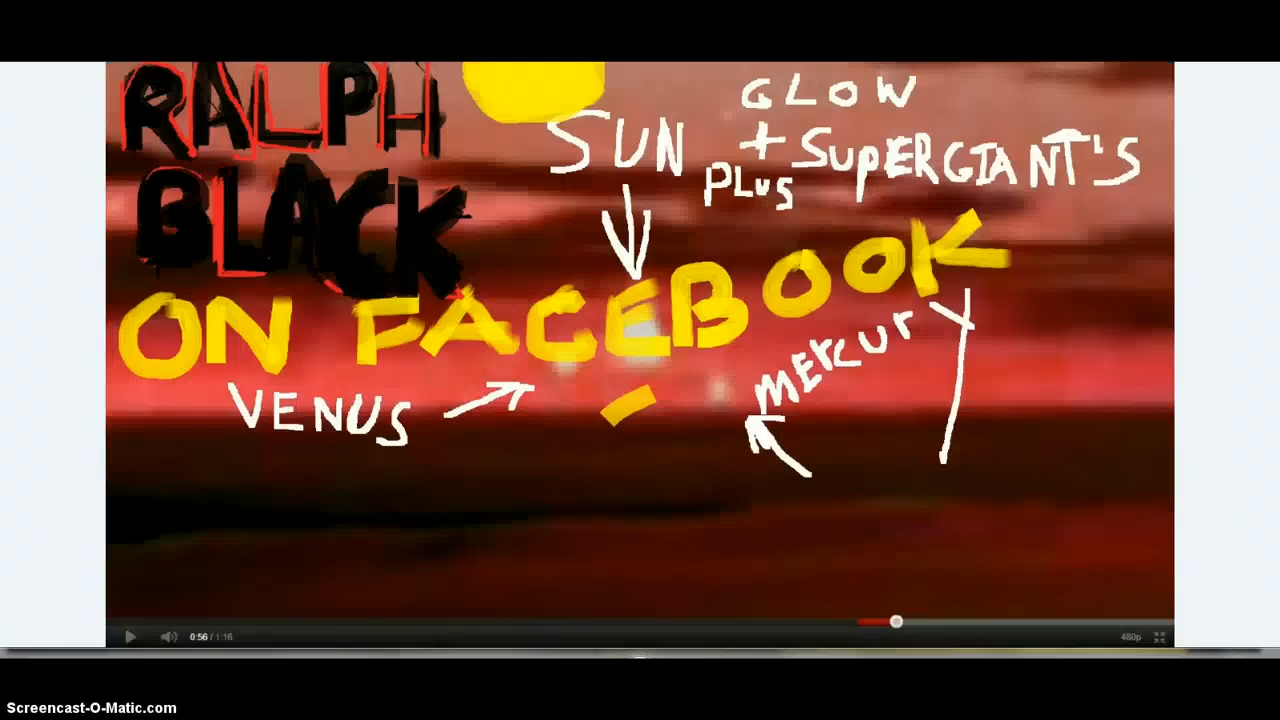 RALPH
BLACK
ON FACEBOOK
SUN
GLOW
+ SUPERGIANT'S
PLUS
VENUS
MERCURY
0:56 / 1:16
480p
Screencast-O-Matic.com